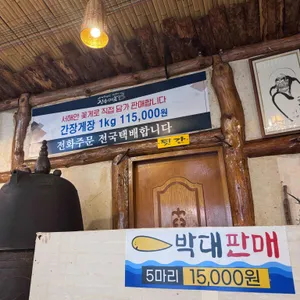 서해안 꽃게로 직접 담가 판매합니다
간장게장 1kg 115,000원
전화주문 전국택배합니다
박대판매
5마리 15,000원